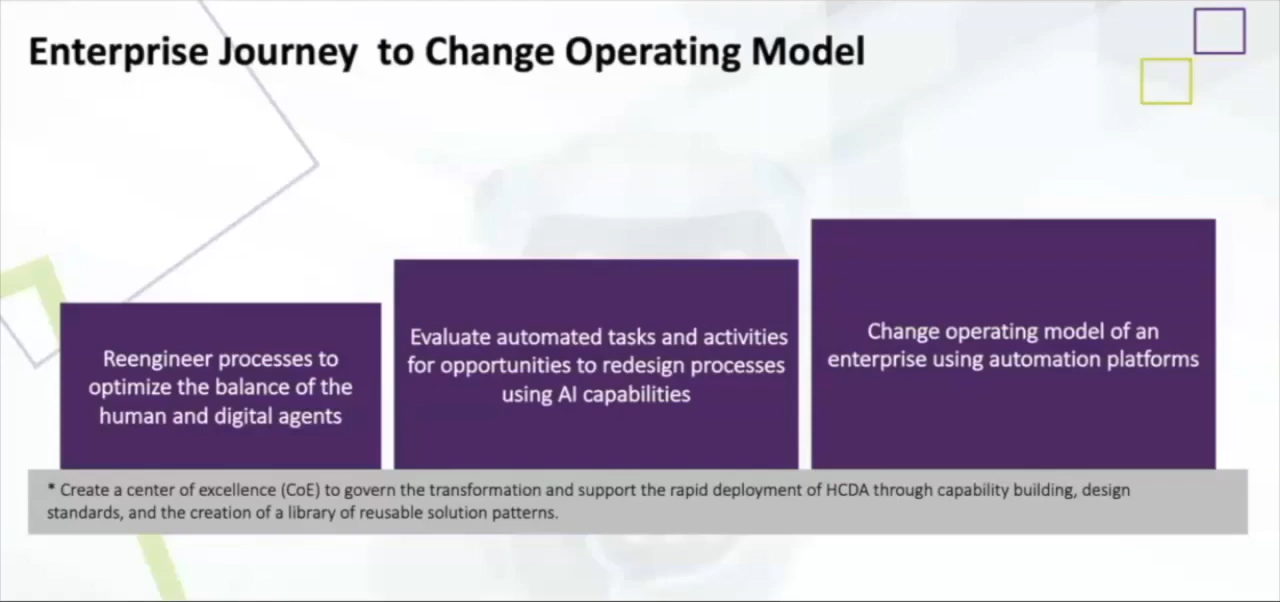 Enterprise Journey to Change Operating Model
Reengineer processes to
optimize the balance of the
human and digital agents
Evaluate automated tasks and activities
for opportunities to redesign processes
using AI capabilities
Change operating model of an
enterprise using automation platforms
* Create a center of excellence (CoE) to govern the transformation and support the rapid deployment of HCDA through capability building, design
standards, and the creation of a library of reusable solution patterns.